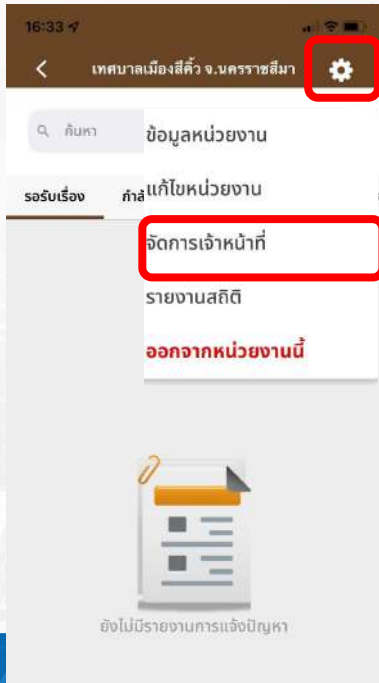 16:33
เทศบาลเมืองสีคิ้ว จ.นครราชสีมา
ค้นหา
ข้อมูลหน่วยงาน
แก้ไขหน่วยงาน
รอรับเรื่อง
จัดการเจ้าหน้าที่
รายงานสถิติ
ออกจากหน่วยงานนี้
ยังไม่มีรายงานการแจ้งปัญหา